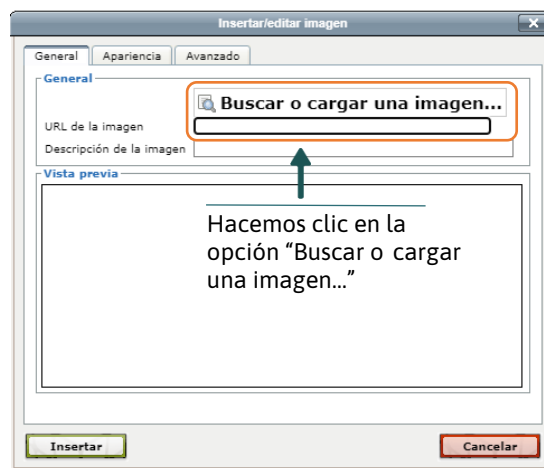 Insertar/editar imagen
General Apariencia Avanzado
General
Buscar o cargar una imagen...
URL de la imagen
Descripción de la imagen
Vista previa
Hacemos clic en la
opción “Buscar o cargar
una imagen...”
Insertar
Cancelar